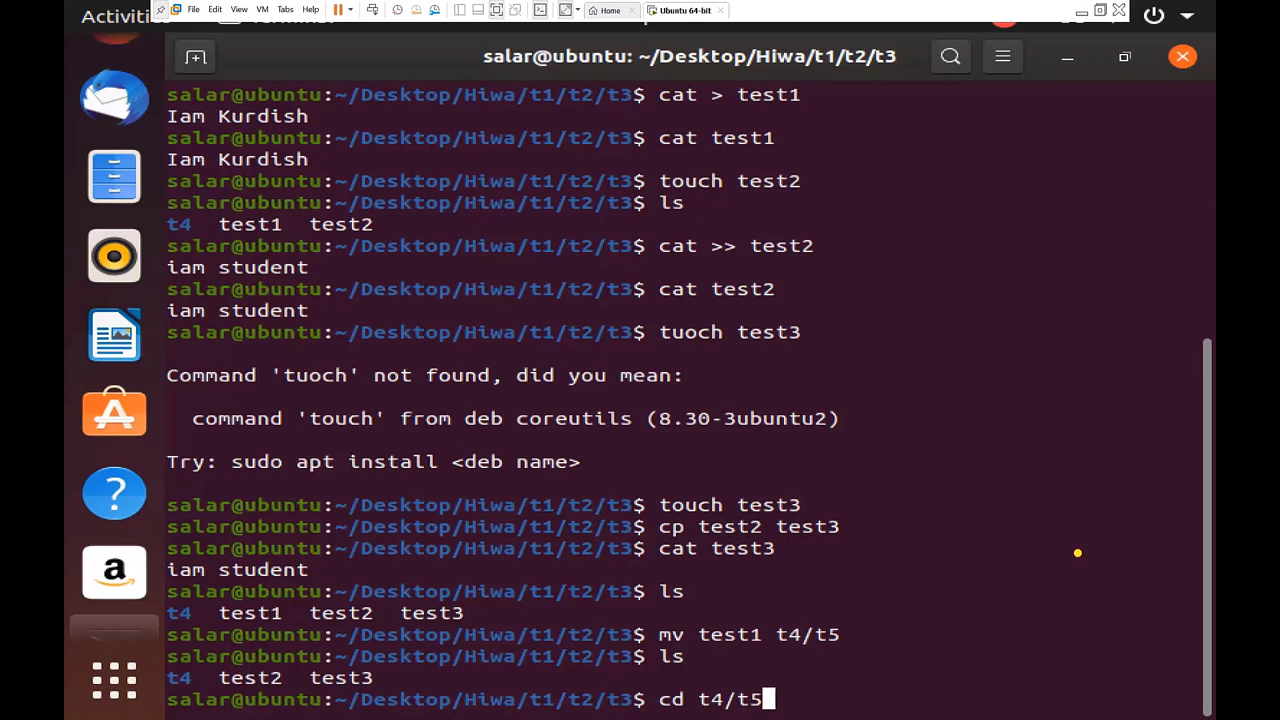 Activiti
File Edit View VM Tabs Help
Home
Ubuntu 64-bit
salar@ubuntu: ~/Desktop/Hiwa/t1/t2/t3
salar@ubuntu:~/Desktop/Hiwa/t1/t2/t3$ cat > test1
Iam Kurdish
salar@ubuntu:~/Desktop/Hiwa/t1/t2/t3$ cat test1
Iam Kurdish
salar@ubuntu:~/Desktop/Hiwa/t1/t2/t3$ touch test2
salar@ubuntu:~/Desktop/Hiwa/t1/t2/t3$ ls
t4 test1 test2
salar@ubuntu:~/Desktop/Hiwa/t1/t2/t3$ cat >> test2
iam student
salar@ubuntu:~/Desktop/Hiwa/t1/t2/t3$ cat test2
iam student
salar@ubuntu:~/Desktop/Hiwa/t1/t2/t3$ tuoch test3
Command 'tuoch' not found, did you mean:
command 'touch' from deb coreutils (8.30-3ubuntu2)
Try: sudo apt install <deb name>
salar@ubuntu:~/Desktop/Hiwa/t1/t2/t3$ touch test3
salar@ubuntu:~/Desktop/Hiwa/t1/t2/t3$ cp test2 test3
salar@ubuntu:~/Desktop/Hiwa/t1/t2/t3$ cat test3
iam student
salar@ubuntu:~/Desktop/Hiwa/t1/t2/t3$ ls
t4 test1 test2 test3
salar@ubuntu:~/Desktop/Hiwa/t1/t2/t3$ mv test1 t4/t5
salar@ubuntu:~/Desktop/Hiwa/t1/t2/t3$ ls
t4 test2 test3
salar@ubuntu:~/Desktop/Hiwa/t1/t2/t3$ cd t4/t5